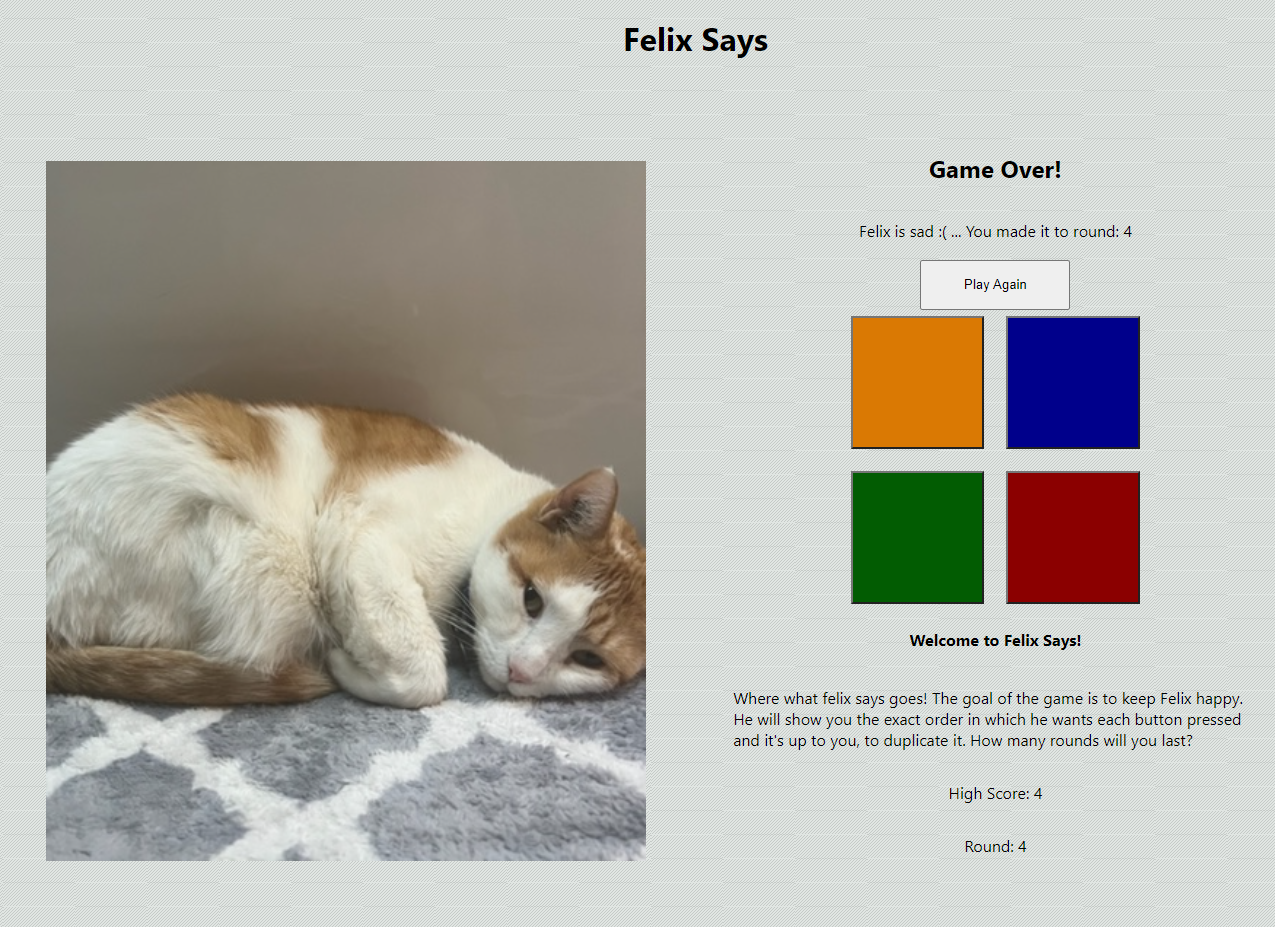 Felix Says
Game Over!
Felix is sad :( ... You made it to round: 4
Play Again
Welcome to Felix Says!
Where what felix says goes! The goal of the game is to keep Felix happy.
He will show you the exact order in which he wants each button pressed
and it's up to you, to duplicate it. How many rounds will you last?
High Score: 4
Round: 4